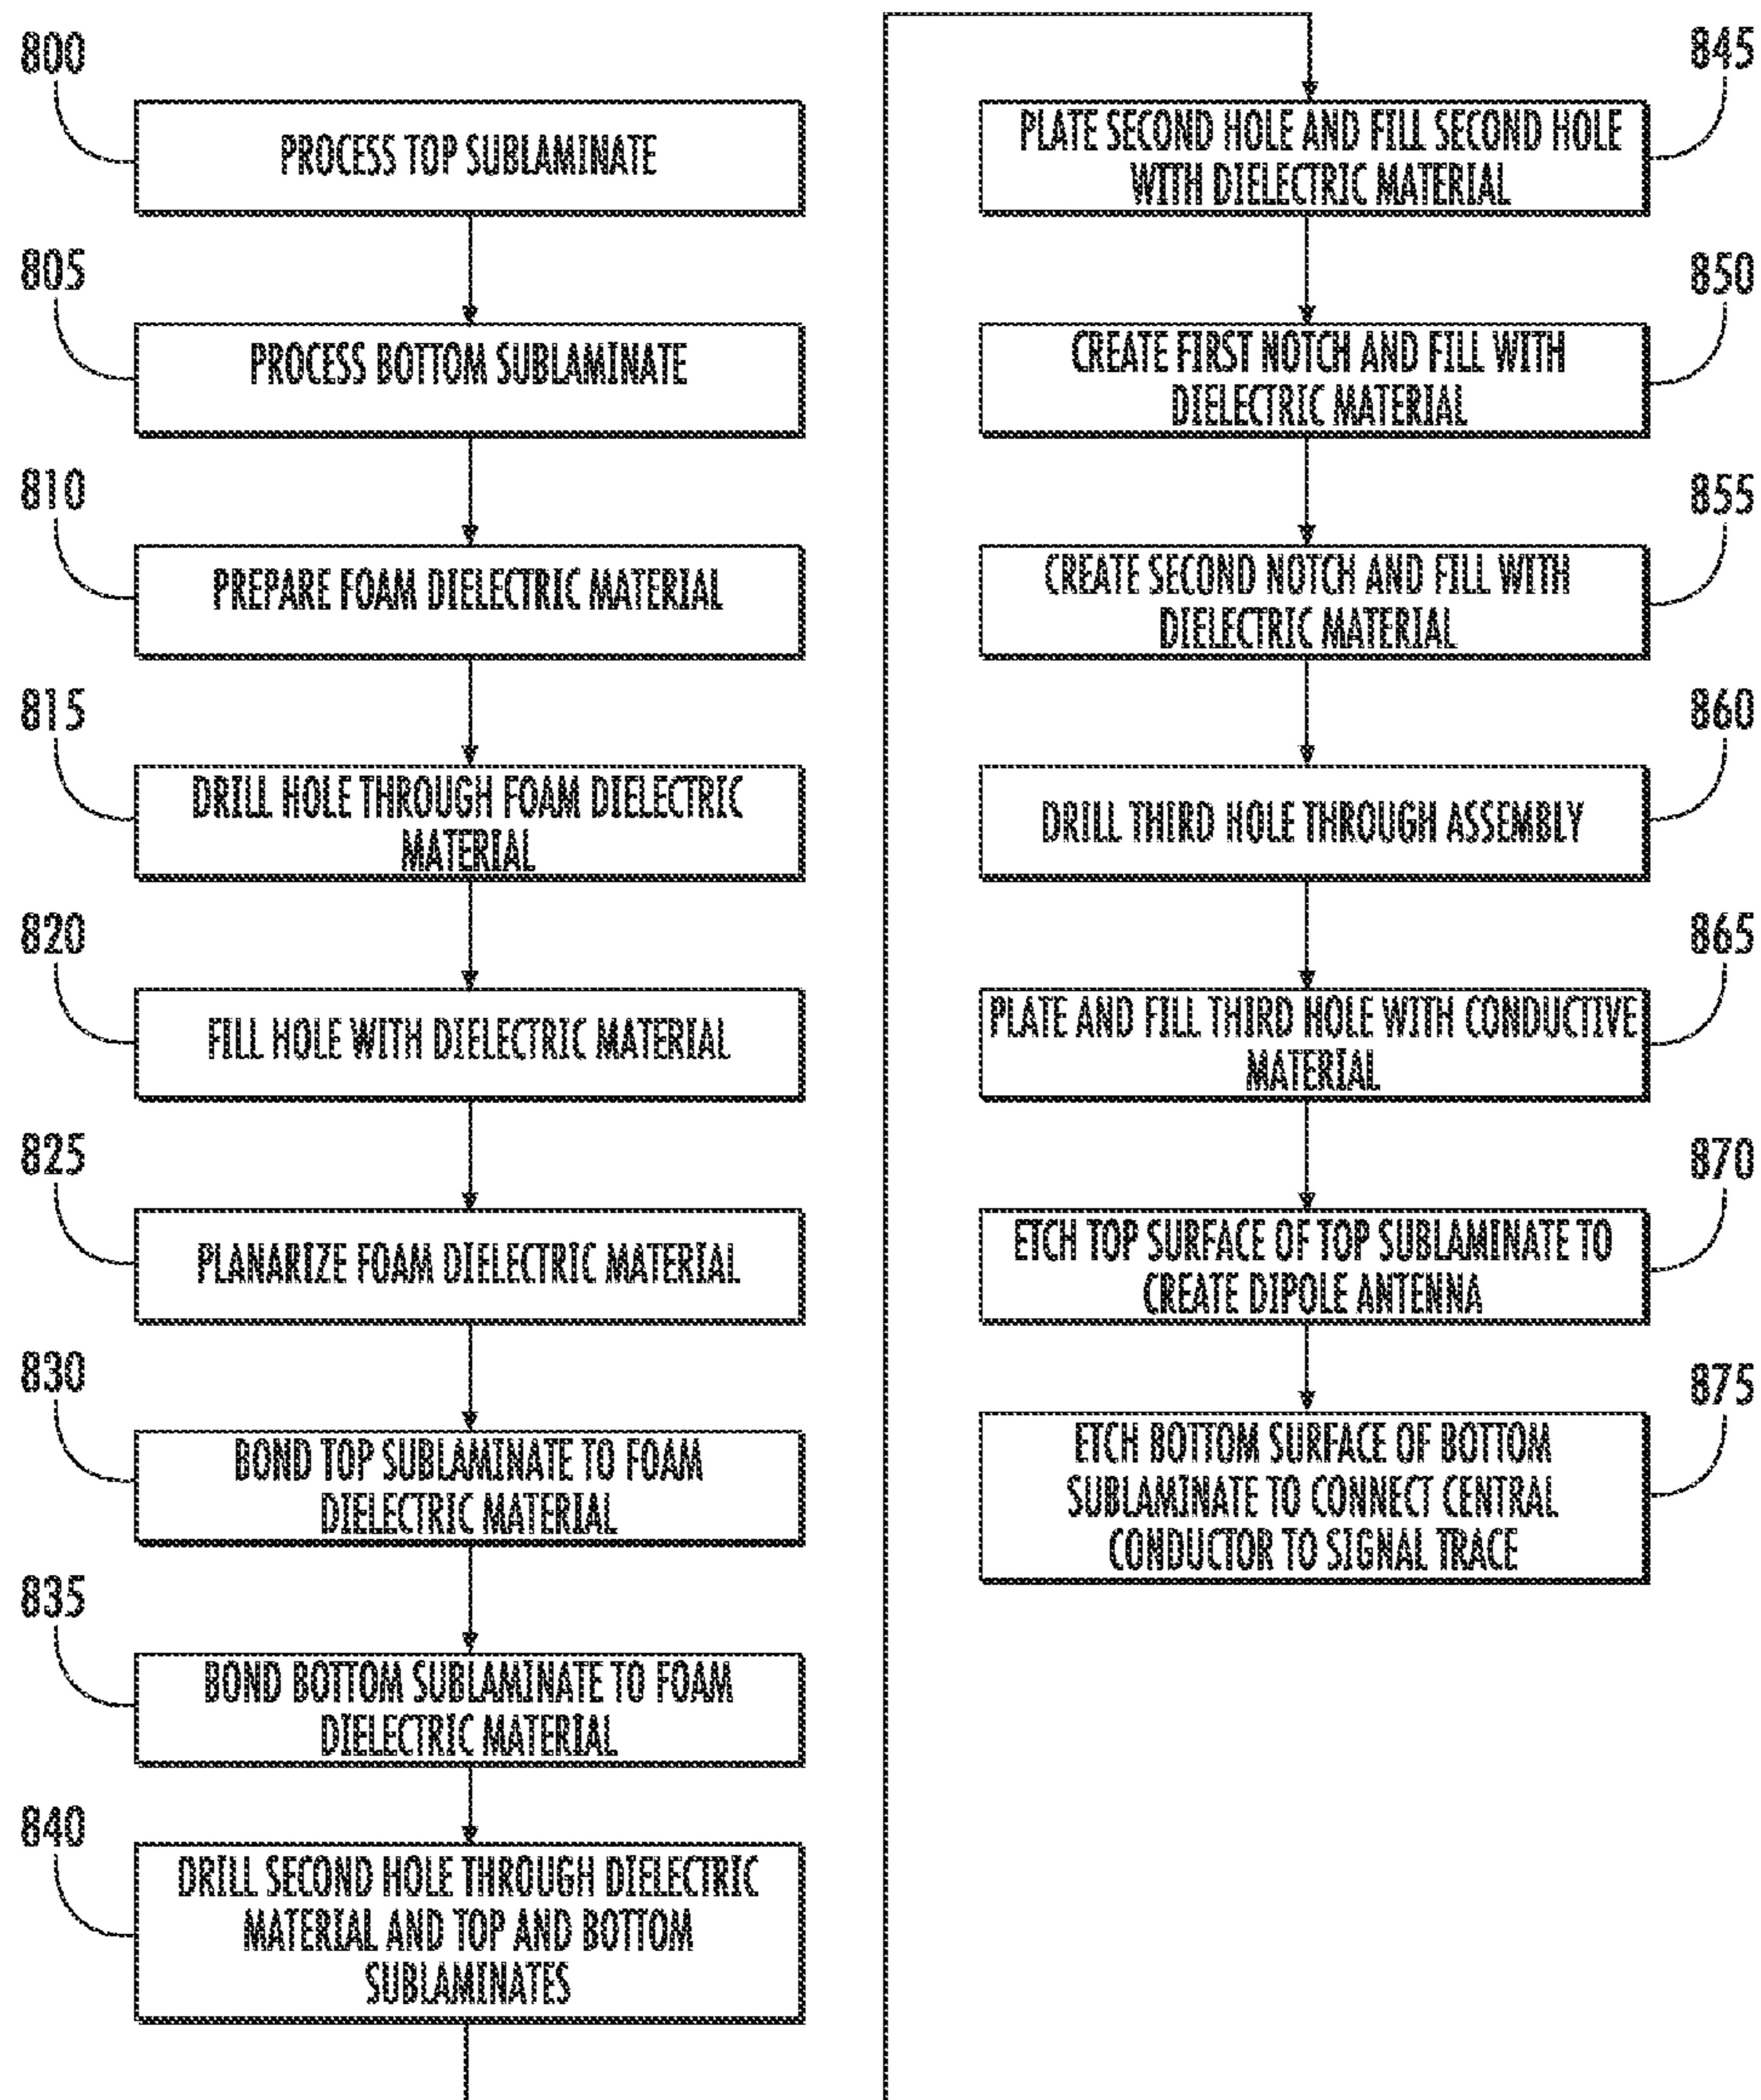 800
PROCESS TOP SUBLAMINATE
805
PROCESS BOTTOM SUBLAMINATE
810
PREPARE FOAM DIELECTRIC MATERIAL
815
DRILL HOLE THROUGH FOAM DIELECTRIC
MATERIAL
820
FILL HOLE WITH DIELECTRIC MATERIAL
825
PLANARIZE FOAM DIELECTRIC MATERIAL
830
BOND TOP SUBLAMINATE TO FOAM
DIELECTRIC MATERIAL
835
BOND BOTTOM SUBLAMINATE TO FOAM
DIELECTRIC MATERIAL
840
DRILL SECOND HOLE THROUGH DIELECTRIC
MATERIAL AND TOP AND BOTTOM
SUBLAMINATES
845
PLATE SECOND HOLE AND FILL SECOND HOLE
WITH DIELECTRIC MATERIAL
850
CREATE FIRST NOTCH AND FILL WITH
DIELECTRIC MATERIAL
855
CREATE SECOND NOTCH AND FILL WITH
DIELECTRIC MATERIAL
860
DRILL THIRD HOLE THROUGH ASSEMBLY
865
PLATE AND FILL THIRD HOLE WITH CONDUCTIVE
MATERIAL
870
ETCH TOP SURFACE OF TOP SUBLAMINATE TO
CREATE DIPOLE ANTENNA
875
ETCH BOTTOM SURFACE OF BOTTOM
SUBLAMINATE TO CONNECT CENTRAL
CONDUCTOR TO SIGNAL TRACE